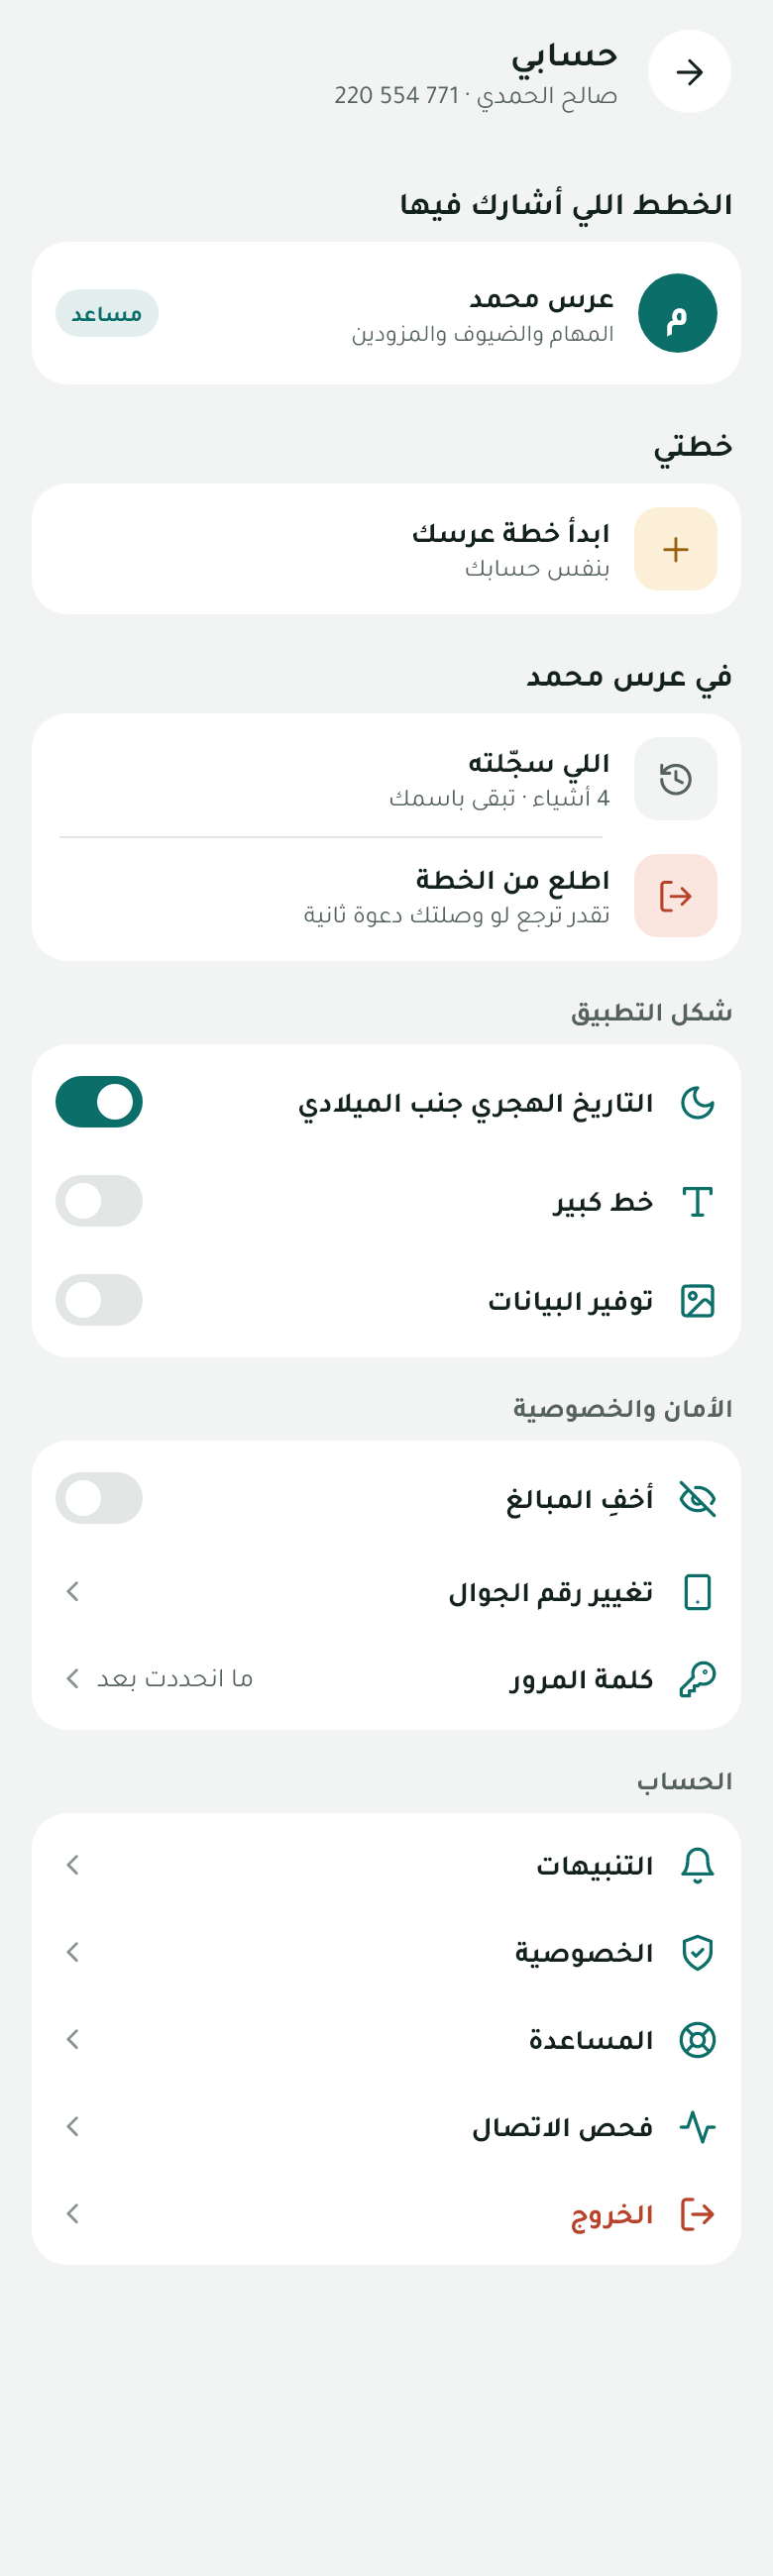 حسابي
صالح الحمدي · 771 554 220
الخطط اللي أشارك فيها
م
عرس محمد
المهام والضيوف والمزودين
مساعد
خطتي
ابدأ خطة عرسك
بنفس حسابك
في عرس محمد
اللي سجّلته
4 أشياء · تبقى باسمك
اطلع من الخطة
تقدر ترجع لو وصلتك دعوة ثانية
شكل التطبيق
التاريخ الهجري جنب الميلادي
خط كبير
توفير البيانات
الأمان والخصوصية
أخفِ المبالغ
تغيير رقم الجوال
كلمة المرور
ما انحددت بعد
الحساب
التنبيهات
الخصوصية
المساعدة
فحص الاتصال
الخروج